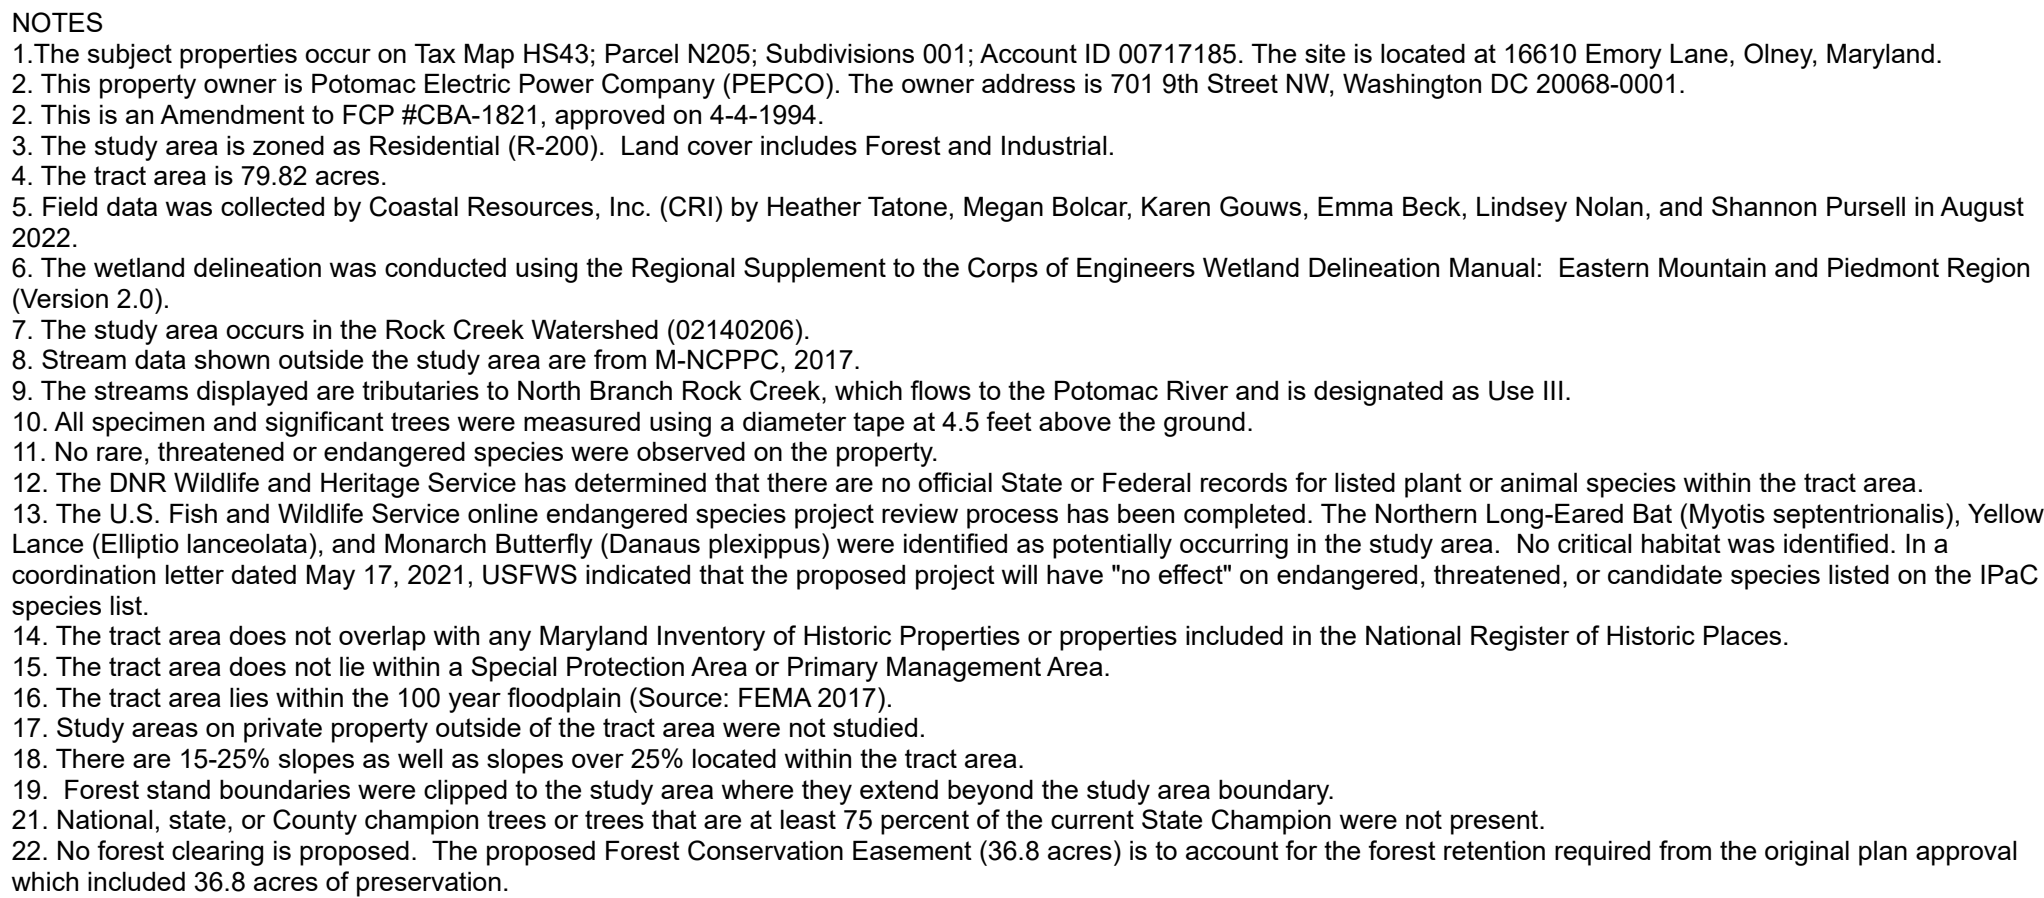 NOTES
1.The subject properties occur on Tax Map HS43; Parcel N205; Subdivisions 001; Account ID 00717185. The site is located at 16610 Emory Lane, Olney, Maryland.
2. This property owner is Potomac Electric Power Company (PEPCO). The owner address is 701 9th Street NW, Washington DC 20068-0001.
2. This is an Amendment to FCP #CBA-1821, approved on 4-4-1994.
3. The study area is zoned as Residential (R-200).  Land cover includes Forest and Industrial.
4. The tract area is 79.82 acres.
5. Field data was collected by Coastal Resources, Inc. (CRI) by Heather Tatone, Megan Bolcar, Karen Gouws, Emma Beck, Lindsey Nolan, and Shannon Pursell in August
2022.
6. The wetland delineation was conducted using the Regional Supplement to the Corps of Engineers Wetland Delineation Manual:  Eastern Mountain and Piedmont Region
(Version 2.0).
7. The study area occurs in the Rock Creek Watershed (02140206).
8. Stream data shown outside the study area are from M-NCPPC, 2017.
9. The streams displayed are tributaries to North Branch Rock Creek, which flows to the Potomac River and is designated as Use III.
10. All specimen and significant trees were measured using a diameter tape at 4.5 feet above the ground.
11. No rare, threatened or endangered species were observed on the property.
12. The DNR Wildlife and Heritage Service has determined that there are no official State or Federal records for listed plant or animal species within the tract area.
13. The U.S. Fish and Wildlife Service online endangered species project review process has been completed. The Northern Long-Eared Bat (Myotis septentrionalis), Yellow
Lance (Elliptio lanceolata), and Monarch Butterfly (Danaus plexippus) were identified as potentially occurring in the study area.  No critical habitat was identified. In a
coordination letter dated May 17, 2021, USFWS indicated that the proposed project will have "no effect" on endangered, threatened, or candidate species listed on the IPaC
species list.
14. The tract area does not overlap with any Maryland Inventory of Historic Properties or properties included in the National Register of Historic Places.
15. The tract area does not lie within a Special Protection Area or Primary Management Area.
16. The tract area lies within the 100 year floodplain (Source: FEMA 2017).
17. Study areas on private property outside of the tract area were not studied.
18. There are 15-25% slopes as well as slopes over 25% located within the tract area.
19.  Forest stand boundaries were clipped to the study area where they extend beyond the study area boundary.
21. National, state, or County champion trees or trees that are at least 75 percent of the current State Champion were not present.
22. No forest clearing is proposed.  The proposed Forest Conservation Easement (36.8 acres) is to account for the forest retention required from the original plan approval
which included 36.8 acres of preservation.